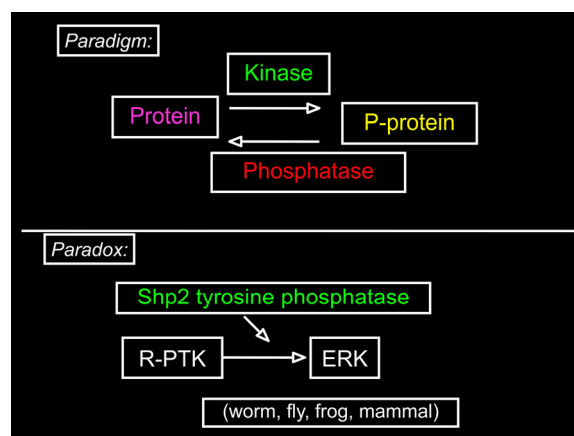 Paradigm:
Kinase
Protein
P-protein
Phosphatase
Paradox:
Shp2 tyrosine phosphatase
R-PTK
ERK
(worm, fly, frog, mammal)